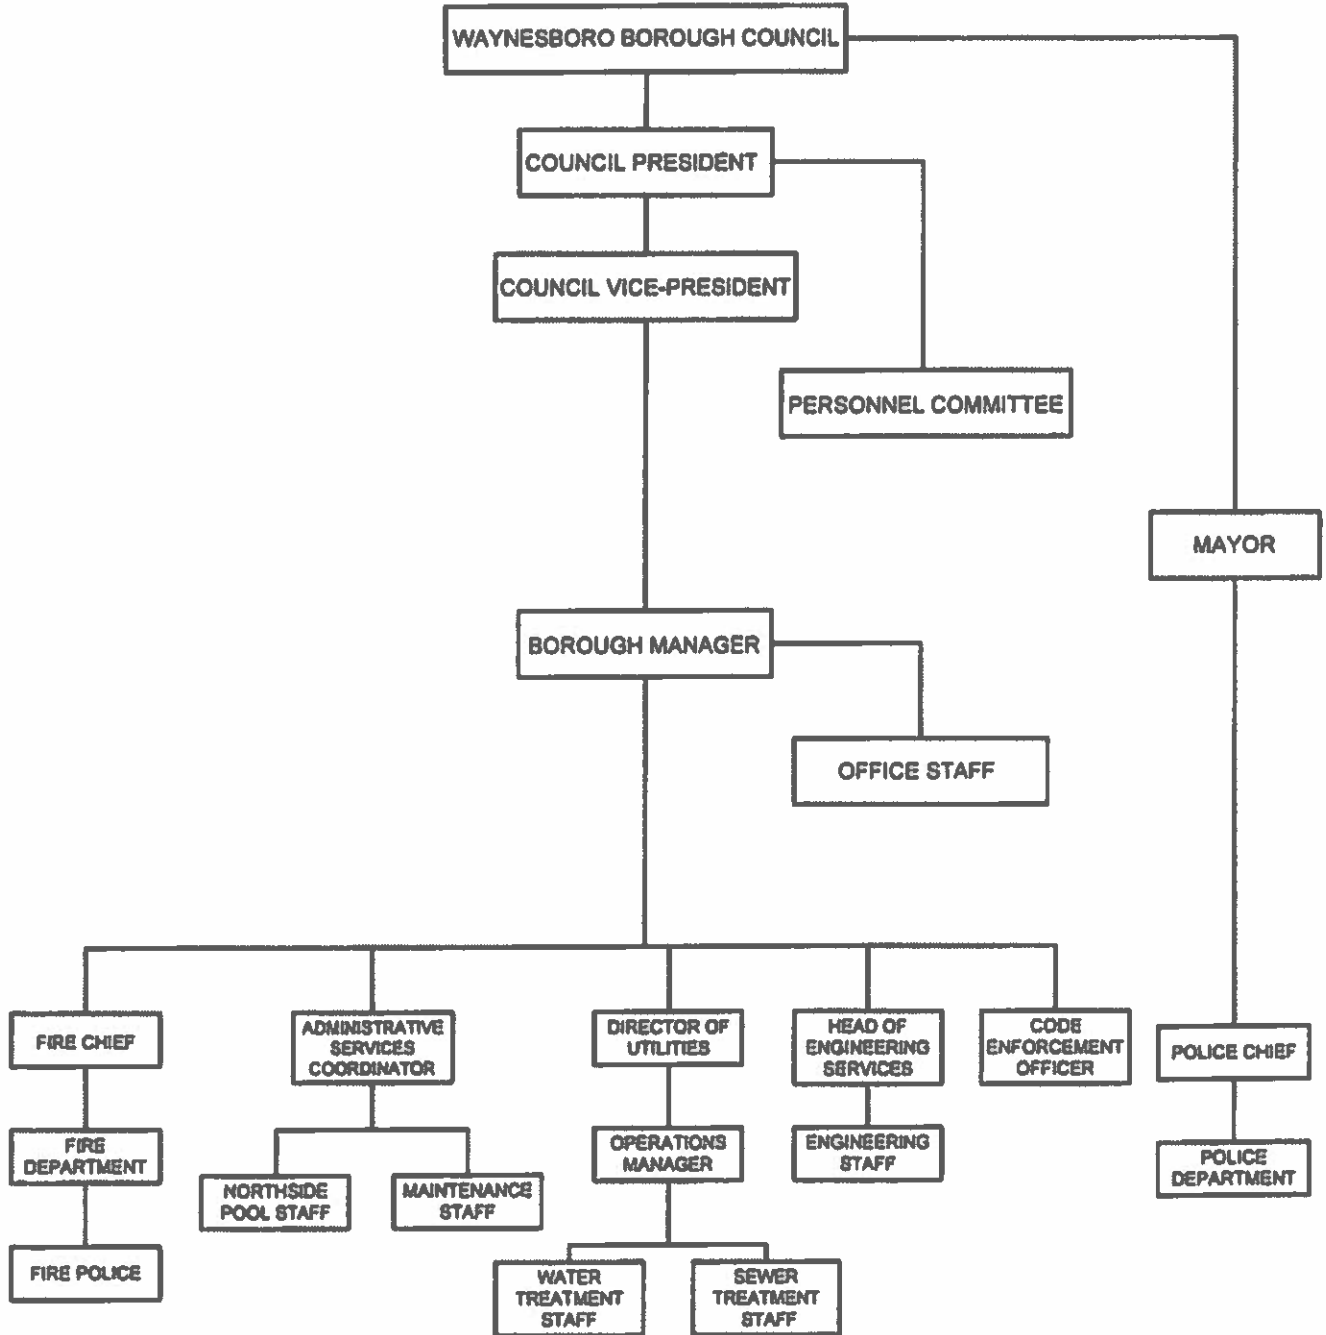 WAYNESBORO BOROUGH COUNCIL
COUNCIL PRESIDENT
COUNCIL VICE-PRESIDENT
PERSONNEL COMMITTEE
MAYOR
BOROUGH MANAGER
OFFICE STAFF
FIRE CHIEF
ADMINISTRATIVE
SERVICES
COORDINATOR
DIRECTOR OF
UTILITIES
HEAD OF
ENGINEERING
SERVICES
CODE
ENFORCEMENT
OFFICER
POLICE CHIEF
FIRE
DEPARTMENT
NORTHSIDE
POOL STAFF
MAINTENANCE
STAFF
OPERATIONS
MANAGER
ENGINEERING
STAFF
POLICE
DEPARTMENT
FIRE POLICE
WATER
TREATMENT
STAFF
SEWER
TREATMENT
STAFF